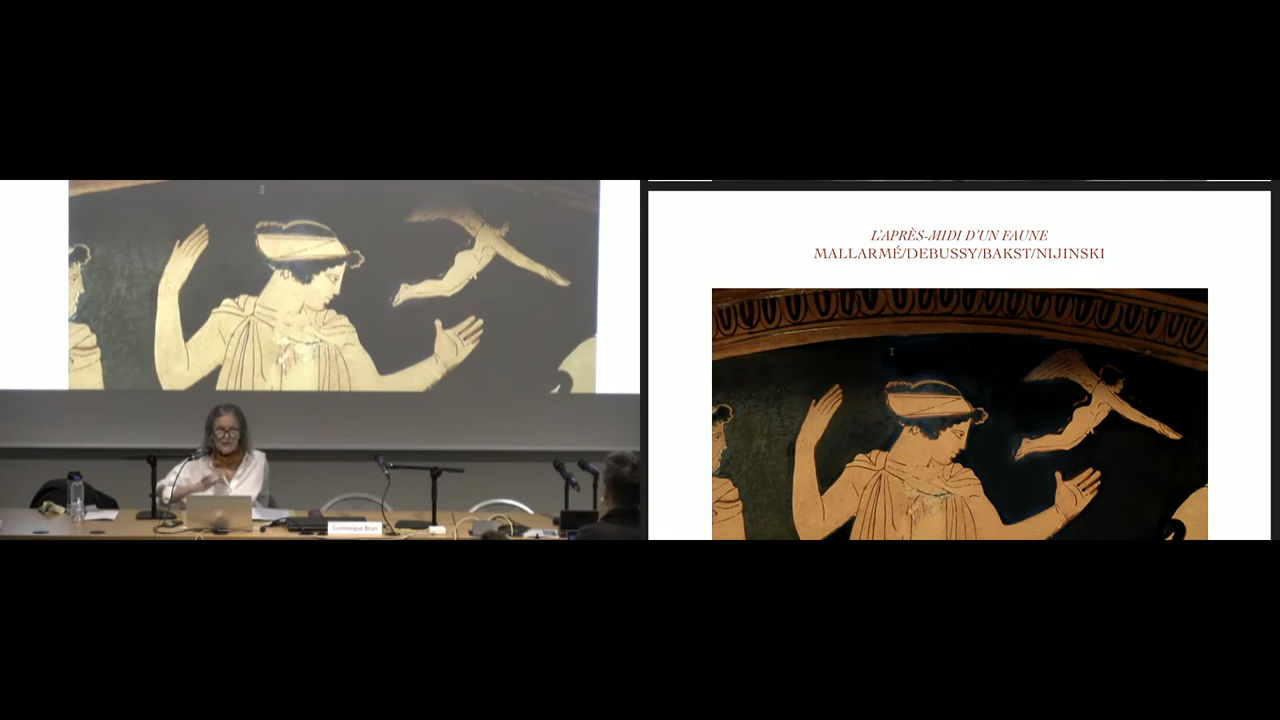 L'APRÈS-MIDI D'UN FAUNE
MALLARMÉ/DEBUSSY/BAKST/NIJINSKI
Dominique Brun